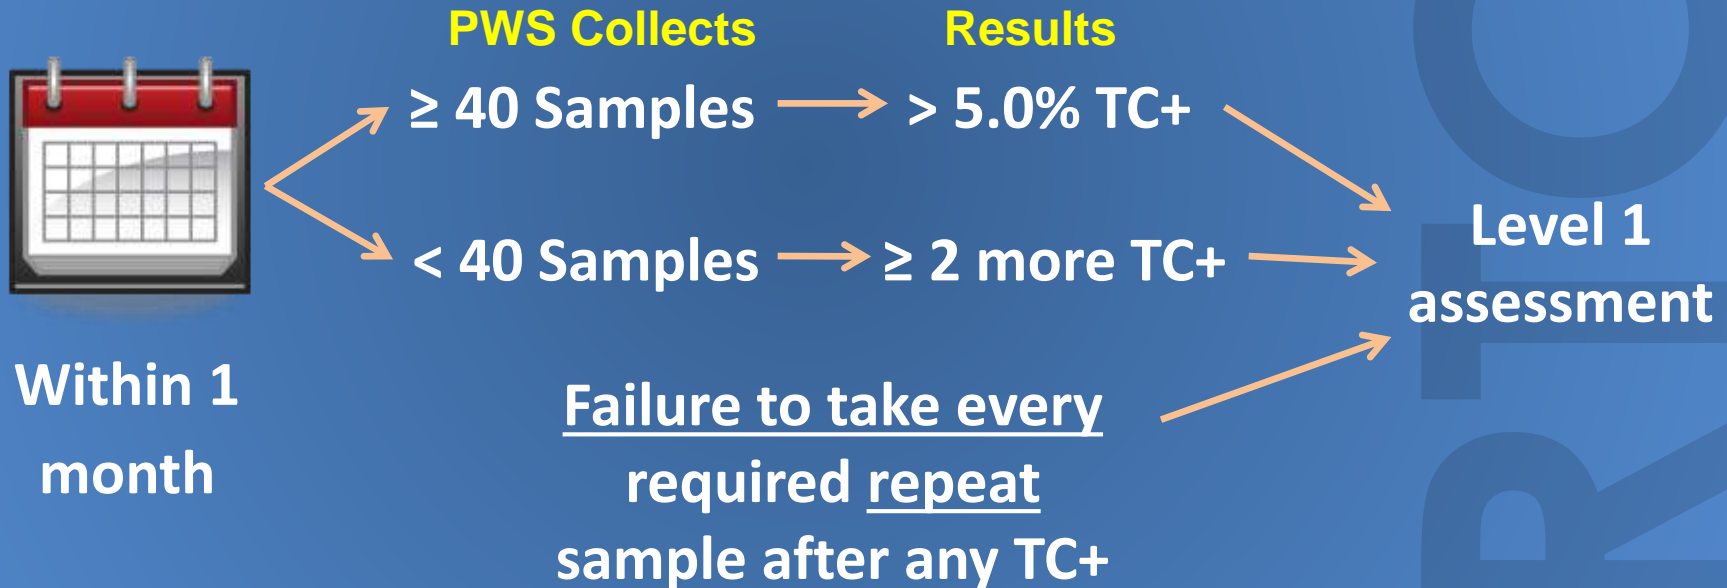 PWS Collects
Results
≥ 40 Samples
> 5.0% TC+
< 40 Samples
≥ 2 more TC+
Level 1
assessment
Within 1
month
Failure to take every
required repeat
sample after any TC+
RTC